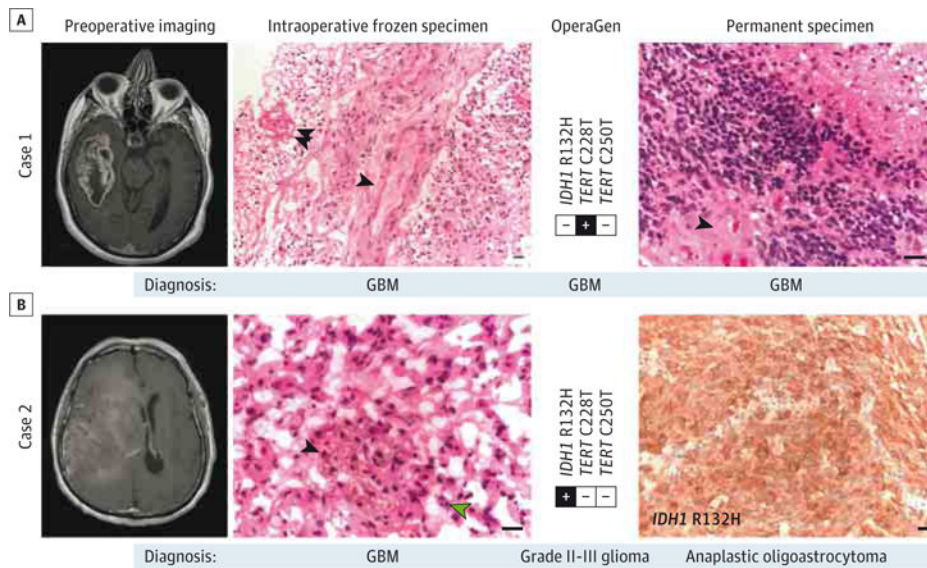 A
Preoperative imaging Intraoperative frozen specimen OperaGen Permanent specimen
Case 1
IDH1 R132H
TERT C228T
TERT C250T
– + –
Diagnosis: GBM GBM GBM
B
Case 2
IDH1 R132H
TERT C228T
TERT C250T
+ – –
IDH1 R132H
Diagnosis: GBM Grade II-III glioma Anaplastic oligoastrocytoma